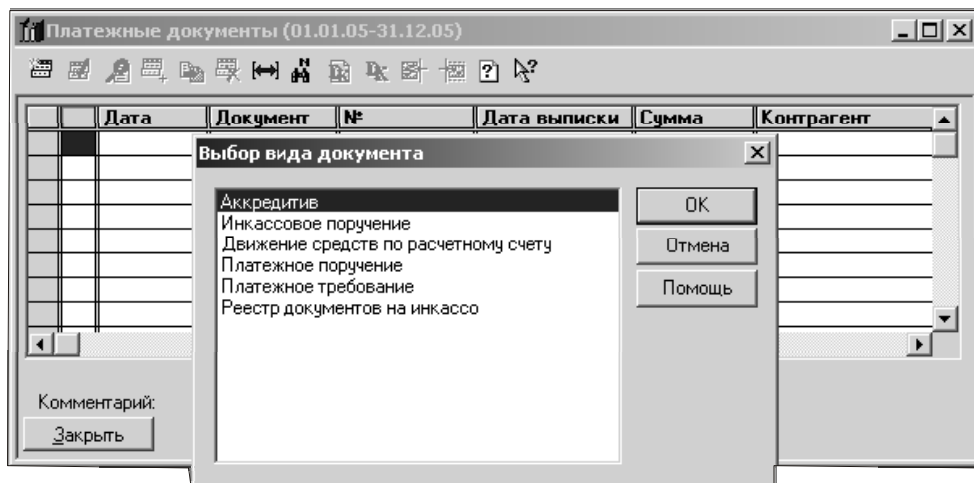 Платежные документы (01.01.05-31.12.05)
Дата Документ № Дата выписки Сумма Контрагент
Выбор вида документа
Аккредитив
Инкассовое поручение
Движение средств по расчетному счету
Платежное поручение
Платежное требование
Реестр документов на инкассо
OK
Отмена
Помощь
Комментарий:
Закрыть